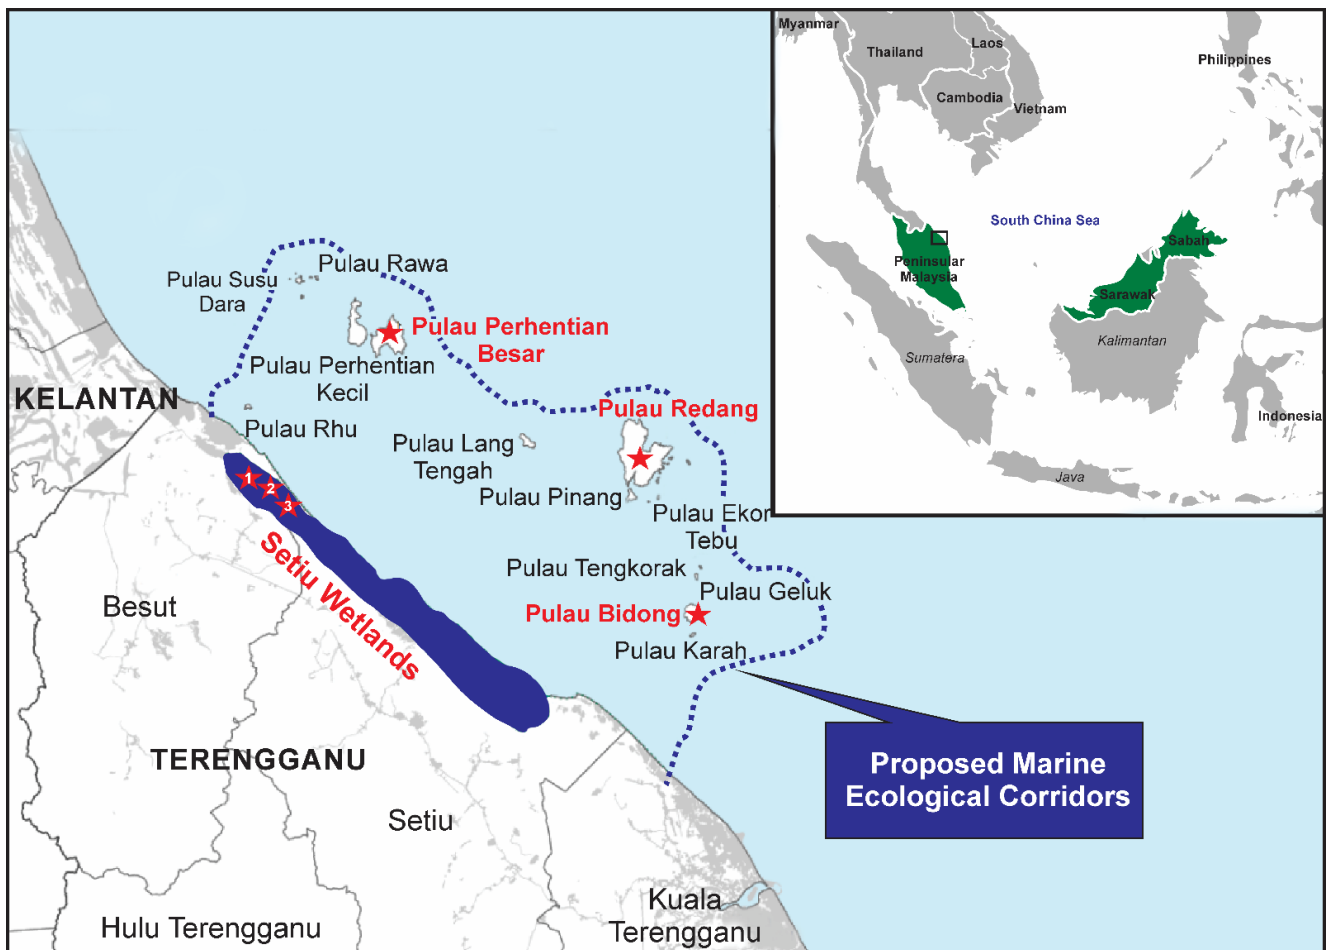 Myanmar
Laos
Thailand
Philippines
Cambodia
Vietnam
South China Sea
Sabah
Peninsular
Malaysia
Sarawak
Kalimantan
Sumatera
Indonesia
Java
Pulau Rawa
Pulau Susu
Dara
Pulau Perhentian
Besar
Pulau Perhentian
Kecil
KELANTAN
Pulau Redang
Pulau Rhu
Pulau Lang
Tengah
Pulau Pinang
Pulau Ekor
Tebu
1
2
3
Setiu Wetlands
Pulau Tengkorak
Pulau Geluk
Besut
Pulau Bidong
Pulau Karah
TERENGGANU
Proposed Marine
Ecological Corridors
Setiu
Kuala
Terengganu
Hulu Terengganu